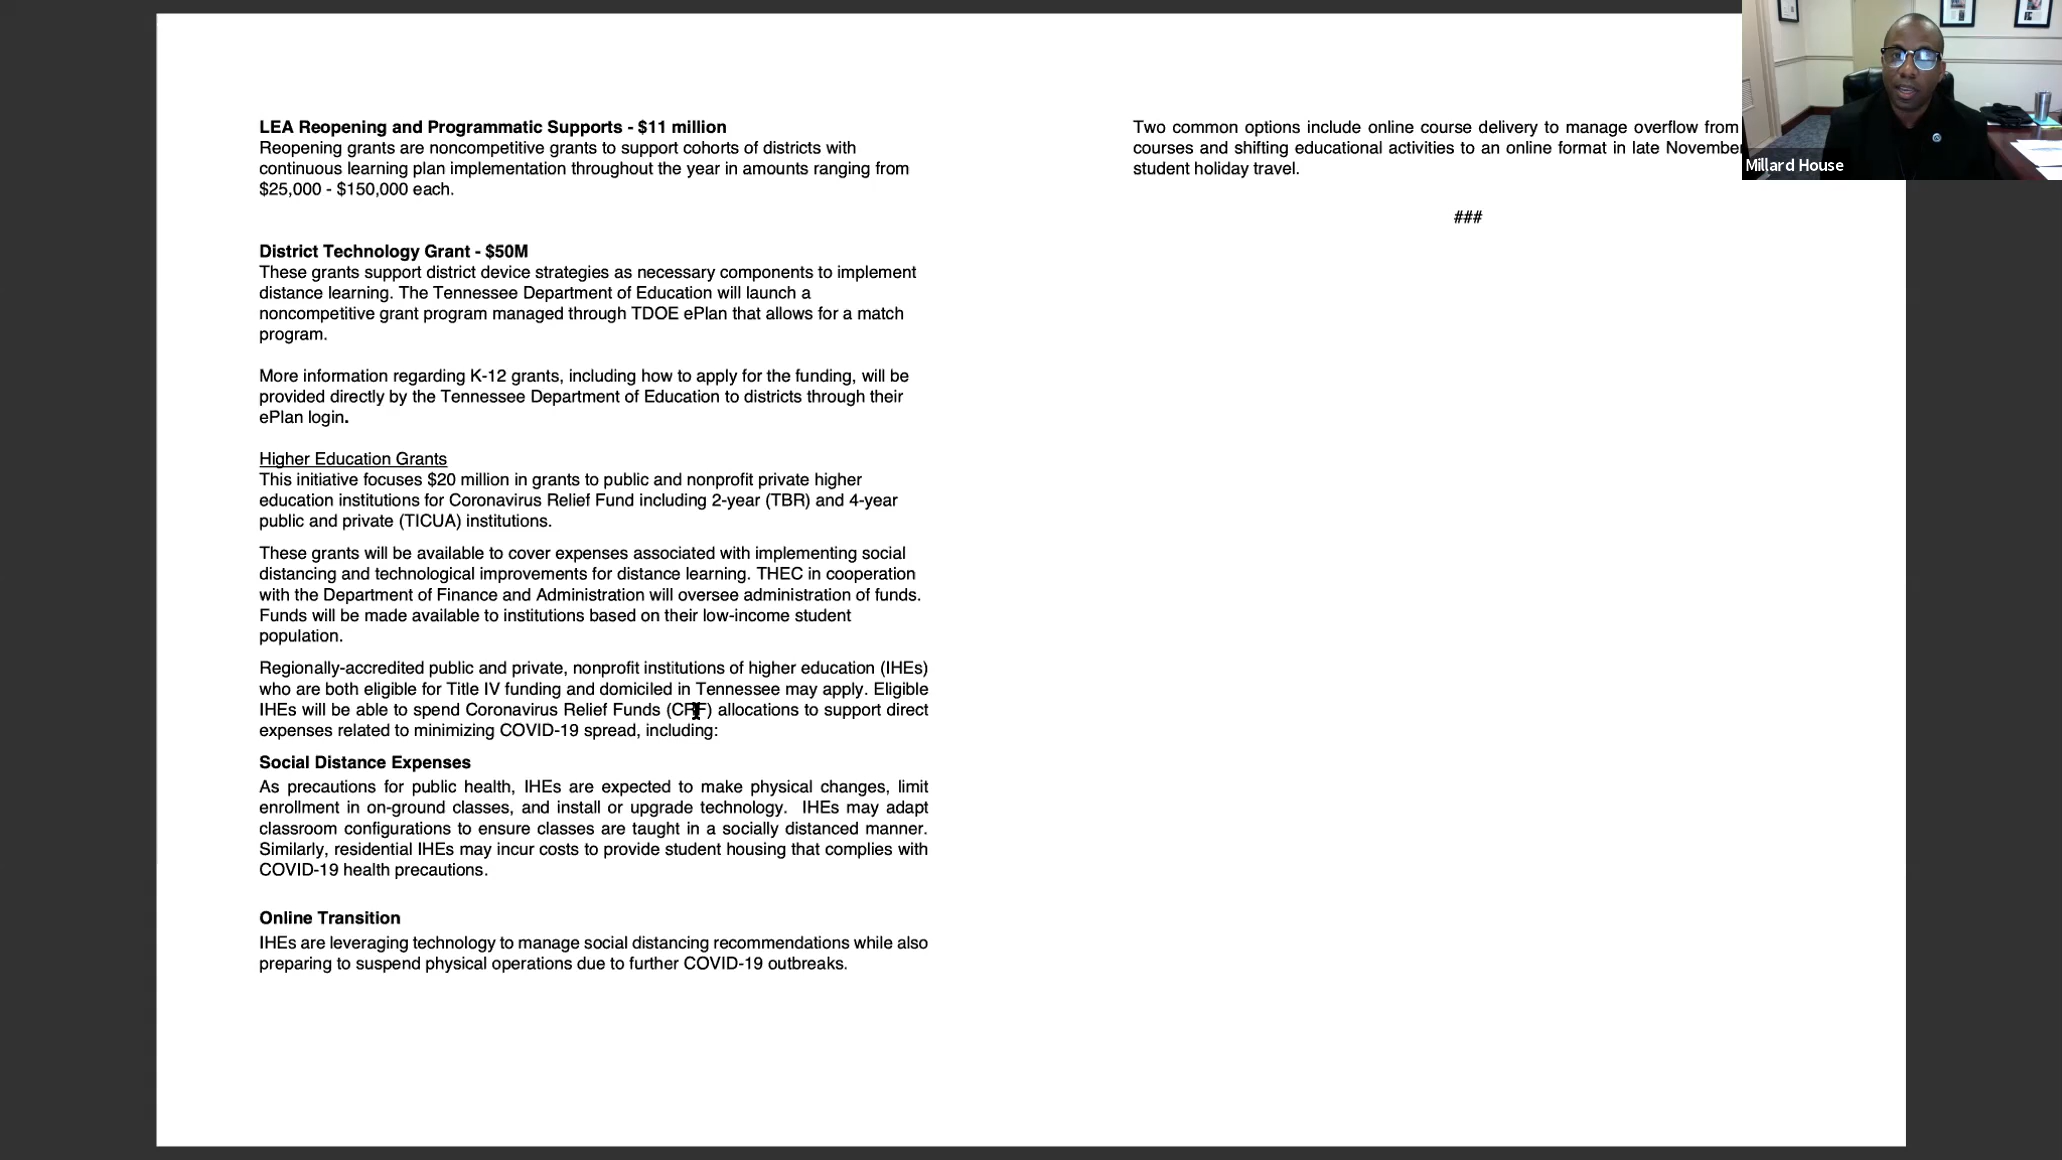 LEA Reopening and Programmatic Supports - $11 million
Reopening grants are noncompetitive grants to support cohorts of districts with
continuous learning plan implementation throughout the year in amounts ranging from
$25,000 - $150,000 each.
District Technology Grant - $50M
These grants support district device strategies as necessary components to implement
distance learning. The Tennessee Department of Education will launch a
noncompetitive grant program managed through TDOE ePlan that allows for a match
program.
More information regarding K-12 grants, including how to apply for the funding, will be
provided directly by the Tennessee Department of Education to districts through their
ePlan login.
Higher Education Grants
This initiative focuses $20 million in grants to public and nonprofit private higher
education institutions for Coronavirus Relief Fund including 2-year (TBR) and 4-year
public and private (TICUA) institutions.
These grants will be available to cover expenses associated with implementing social
distancing and technological improvements for distance learning. THEC in cooperation
with the Department of Finance and Administration will oversee administration of funds.
Funds will be made available to institutions based on their low-income student
population.
Regionally-accredited public and private, nonprofit institutions of higher education (IHEs)
who are both eligible for Title IV funding and domiciled in Tennessee may apply. Eligible
IHEs will be able to spend Coronavirus Relief Funds (CRF) allocations to support direct
expenses related to minimizing COVID-19 spread, including:
Social Distance Expenses
As precautions for public health, IHEs are expected to make physical changes, limit
enrollment in on-ground classes, and install or upgrade technology. IHEs may adapt
classroom configurations to ensure classes are taught in a socially distanced manner.
Similarly, residential IHEs may incur costs to provide student housing that complies with
COVID-19 health precautions.
Online Transition
IHEs are leveraging technology to manage social distancing recommendations while also
preparing to suspend physical operations due to further COVID-19 outbreaks.
Two common options include online course delivery to manage overflow from
courses and shifting educational activities to an online format in late November
student holiday travel.
###
Millard House